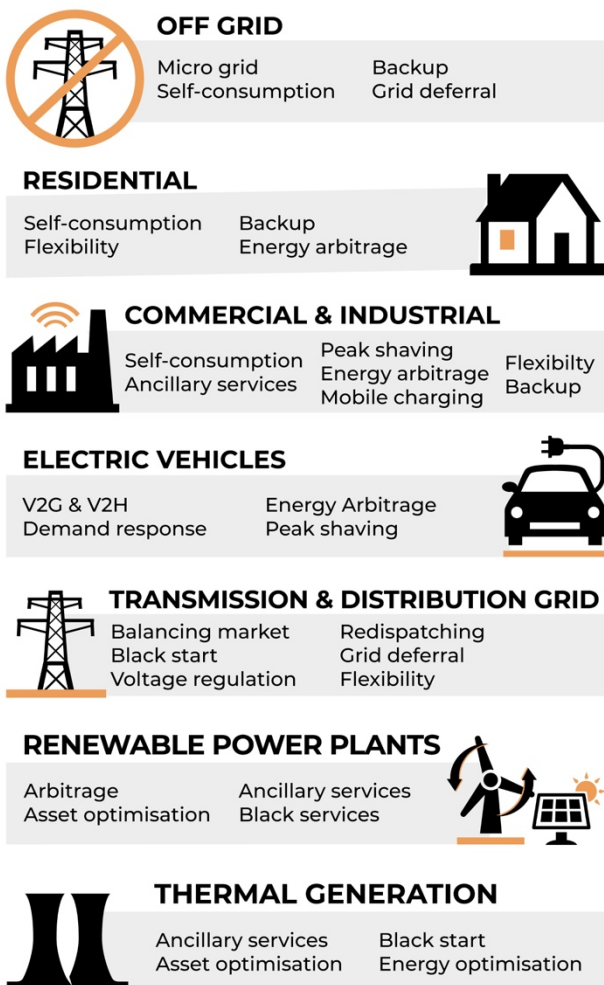 OFF GRID
Micro grid
Self-consumption
Backup
Grid deferral
RESIDENTIAL
Self-consumption
Flexibility
Backup
Energy arbitrage
COMMERCIAL & INDUSTRIAL
Self-consumption
Ancillary services
Peak shaving
Energy arbitrage
Mobile charging
Flexibilty
Backup
ELECTRIC VEHICLES
V2G & V2H
Demand response
Energy Arbitrage
Peak shaving
TRANSMISSION & DISTRIBUTION GRID
Balancing market
Black start
Voltage regulation
Redispatching
Grid deferral
Flexibility
RENEWABLE POWER PLANTS
Arbitrage
Asset optimisation
Ancillary services
Black services
THERMAL GENERATION
Ancillary services
Asset optimisation
Black start
Energy optimisation